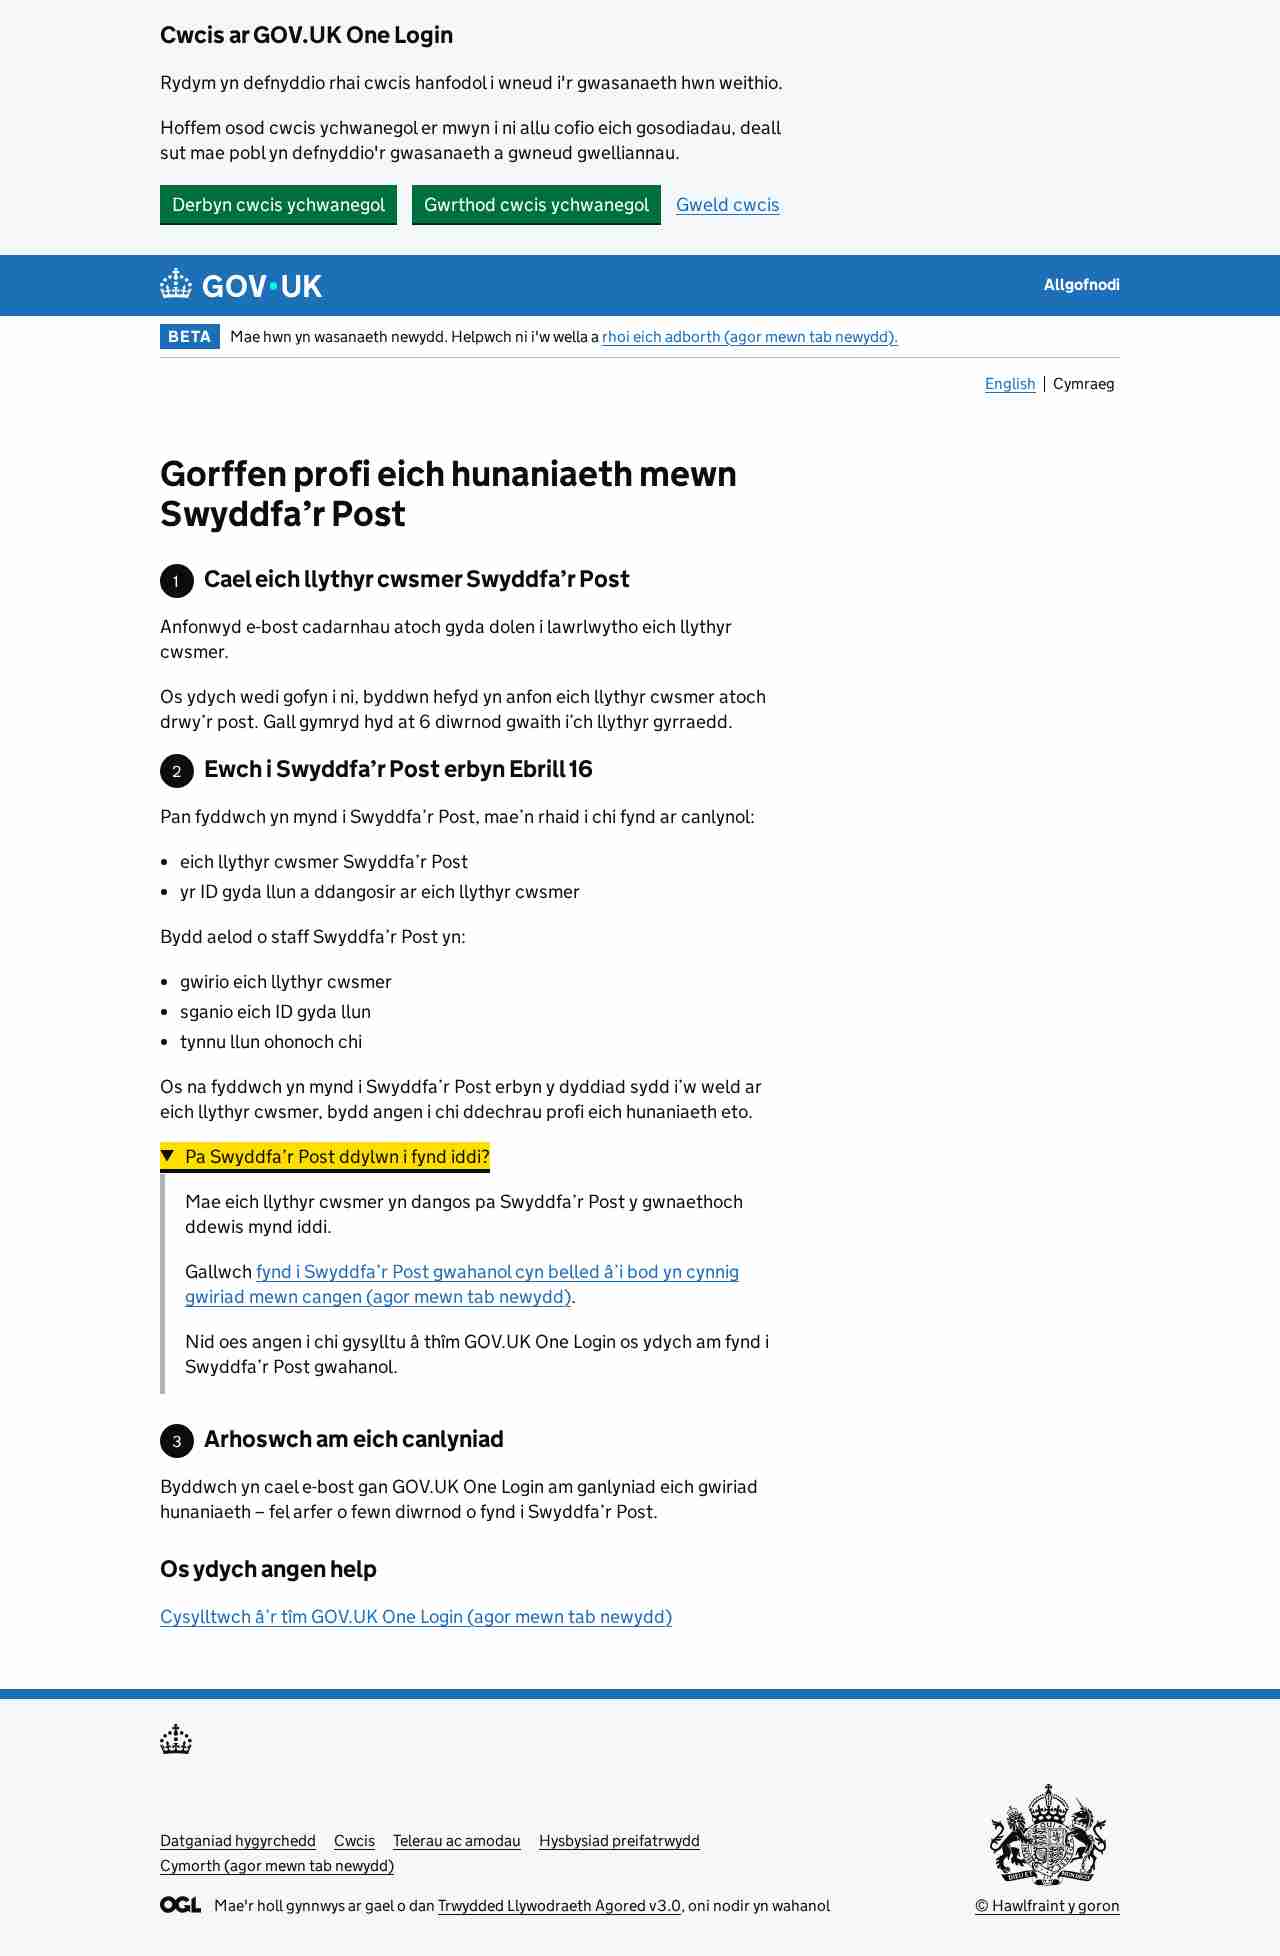 Cwcis ar GOV.UK One Login
Rydym yn defnyddio rhai cwcis hanfodol i wneud i'r gwasanaeth hwn weithio.
Hoffem osod cwcis ychwanegol er mwyn i ni allu cofio eich gosodiadau, deall
sut mae pobl yn defnyddio'r gwasanaeth a gwneud gwelliannau.
Derbyn cwcis ychwanegol Gwrthod cwcis ychwanegol Gweld cwcis
GOV·UK Allgofnodi
BETA Mae hwn yn wasanaeth newydd. Helpwch ni i'w wella a rhoi eich adborth (agor mewn tab newydd).
English Cymraeg
Gorffen profi eich hunaniaeth mewn
Swyddfa’r Post
1 Cael eich llythyr cwsmer Swyddfa’r Post
Anfonwyd e-bost cadarnhau atoch gyda dolen i lawrlwytho eich llythyr
cwsmer.
Os ydych wedi gofyn i ni, byddwn hefyd yn anfon eich llythyr cwsmer atoch
drwy’r post. Gall gymryd hyd at 6 diwrnod gwaith i’ch llythyr gyrraedd.
2 Ewch i Swyddfa’r Post erbyn Ebrill 16
Pan fyddwch yn mynd i Swyddfa’r Post, mae’n rhaid i chi fynd ar canlynol:
• eich llythyr cwsmer Swyddfa’r Post
• yr ID gyda llun a ddangosir ar eich llythyr cwsmer
Bydd aelod o staff Swyddfa’r Post yn:
• gwirio eich llythyr cwsmer
• sganio eich ID gyda llun
• tynnu llun ohonoch chi
Os na fyddwch yn mynd i Swyddfa’r Post erbyn y dyddiad sydd i’w weld ar
eich llythyr cwsmer, bydd angen i chi ddechrau profi eich hunaniaeth eto.
▼ Pa Swyddfa’r Post ddylwn i fynd iddi?
Mae eich llythyr cwsmer yn dangos pa Swyddfa’r Post y gwnaethoch
ddewis mynd iddi.
Gallwch fynd i Swyddfa’r Post gwahanol cyn belled â’i bod yn cynnig
gwiriad mewn cangen (agor mewn tab newydd).
Nid oes angen i chi gysylltu â thîm GOV.UK One Login os ydych am fynd i
Swyddfa’r Post gwahanol.
3 Arhoswch am eich canlyniad
Byddwch yn cael e-bost gan GOV.UK One Login am ganlyniad eich gwiriad
hunaniaeth – fel arfer o fewn diwrnod o fynd i Swyddfa’r Post.
Os ydych angen help
Cysylltwch â’r tîm GOV.UK One Login (agor mewn tab newydd)
Datganiad hygyrchedd Cwcis Telerau ac amodau Hysbysiad preifatrwydd
Cymorth (agor mewn tab newydd)
OGL Mae'r holl gynnwys ar gael o dan Trwydded Llywodraeth Agored v3.0, oni nodir yn wahanol
© Hawlfraint y goron